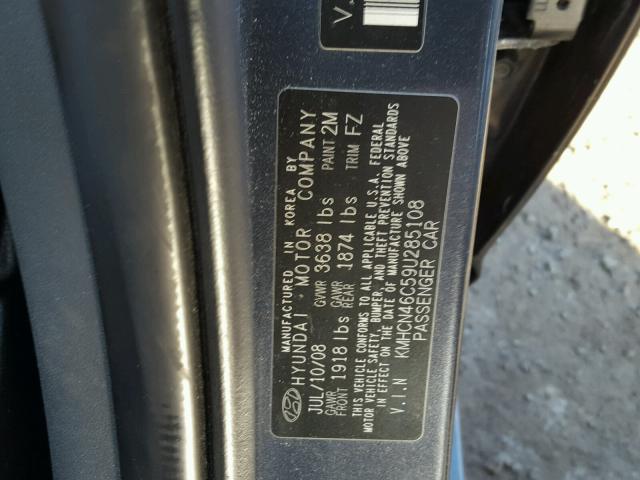 V.
MANUFACTURED IN KOREA BY
HYUNDAI MOTOR COMPANY
JUL/10/08 GVWR 3638 lbs PAINT 2M
GAWR FRONT 1918 lbs GAWR REAR 1874 lbs TRIM FZ
THIS VEHICLE CONFORMS TO ALL APPLICABLE U.S.A. FEDERAL
MOTOR VEHICLE SAFETY, BUMPER, AND THEFT PREVENTION STANDARDS
IN EFFECT ON THE DATE OF MANUFACTURE SHOWN ABOVE
V.I.N KMHCN46C59U285108
PASSENGER CAR